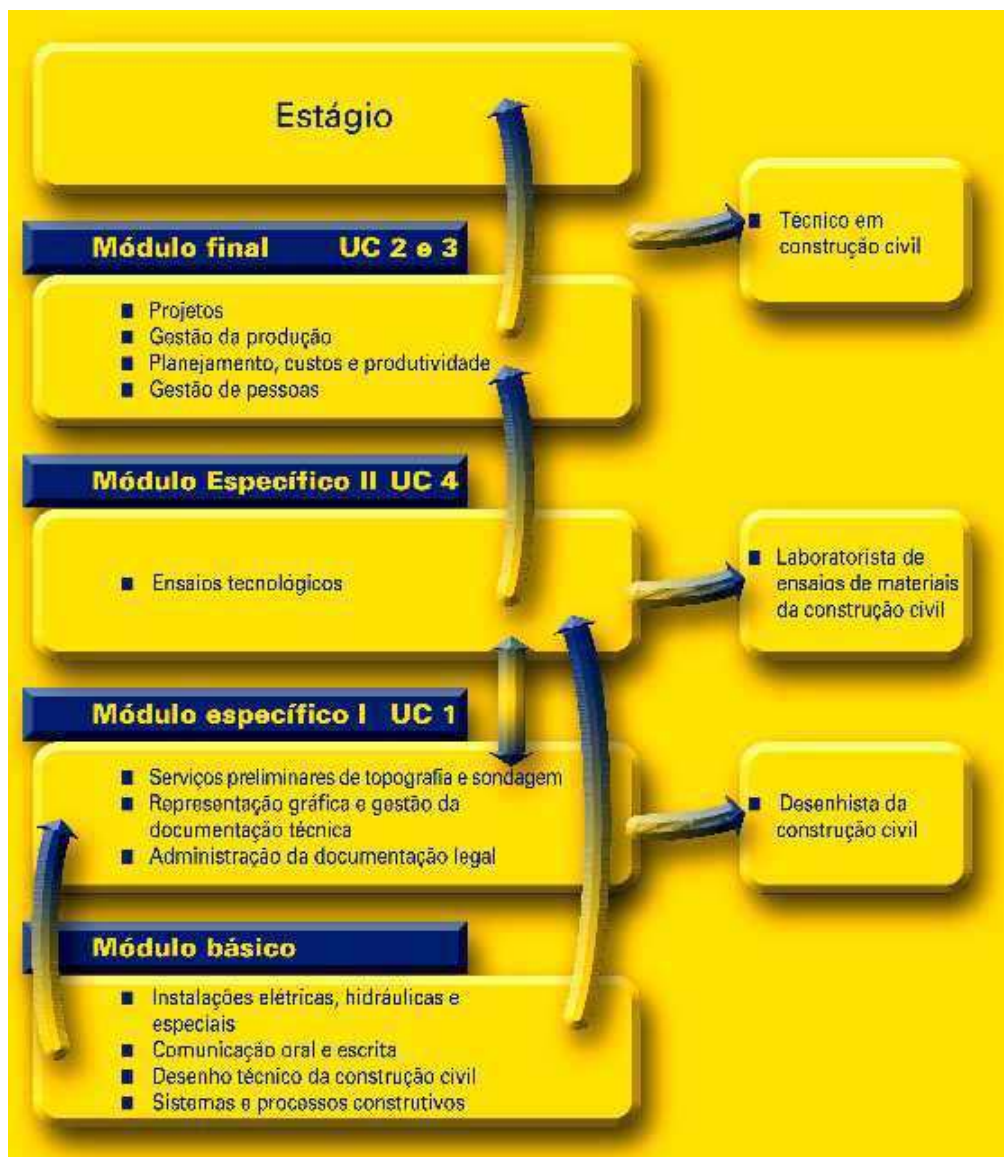 Estágio
■ Técnico em
construção civil
Módulo final UC 2 e 3
■ Projetos
■ Gestão da produção
■ Planejamento, custos e produtividade
■ Gestão de pessoas
Módulo Específico II UC 4
■ Ensaios tecnológicos
■ Laboratorista de
ensaios de materiais
da construção civil
Módulo específico I UC 1
■ Serviços preliminares de topografia e sondagem
■ Representação gráfica e gestão da
documentação técnica
■ Administração da documentação legal
■ Desenhista da
construção civil
Módulo básico
■ Instalações elétricas, hidráulicas e
especiais
■ Comunicação oral e escrita
■ Desenho técnico da construção civil
■ Sistemas e processos construtivos